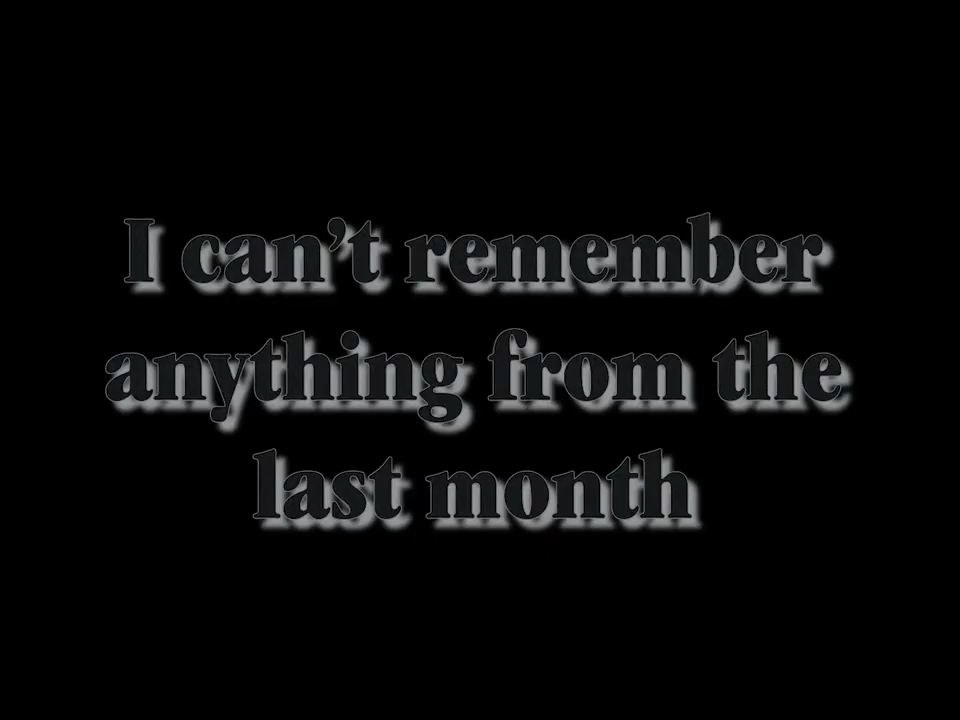 I can’t remember
anything from the
last month